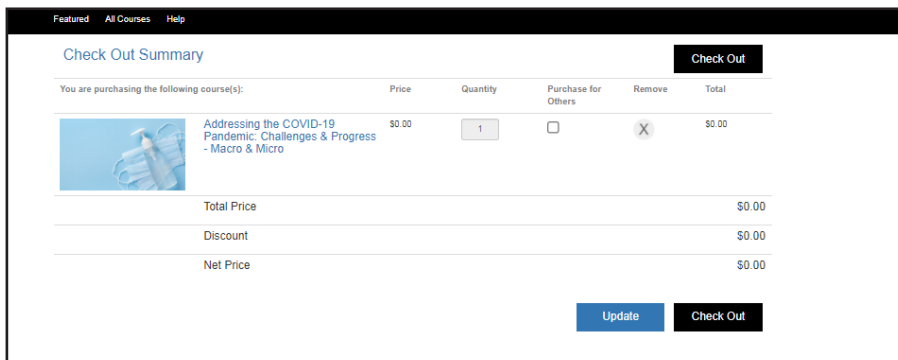 Featured All Courses Help
Check Out Summary
Check Out
You are purchasing the following course(s): Price Quantity Purchase for Others Remove Total
Addressing the COVID-19 $0.00 1 X $0.00
Pandemic: Challenges & Progress
- Macro & Micro
Total Price $0.00
Discount $0.00
Net Price $0.00
Update Check Out